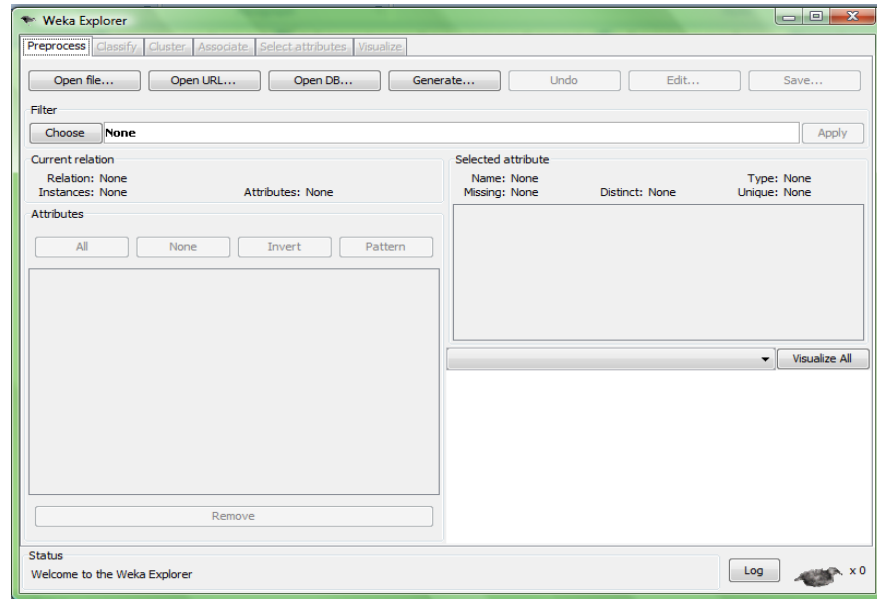 Weka Explorer
Preprocess Classify Cluster Associate Select attributes Visualize
Open file... Open URL... Open DB... Generate... Undo Edit... Save...
Filter
Choose None Apply
Current relation
Relation: None
Instances: None Attributes: None
Selected attribute
Name: None Type: None
Missing: None Distinct: None Unique: None
Attributes
All None Invert Pattern
Visualize All
Remove
Status
Welcome to the Weka Explorer
Log x 0